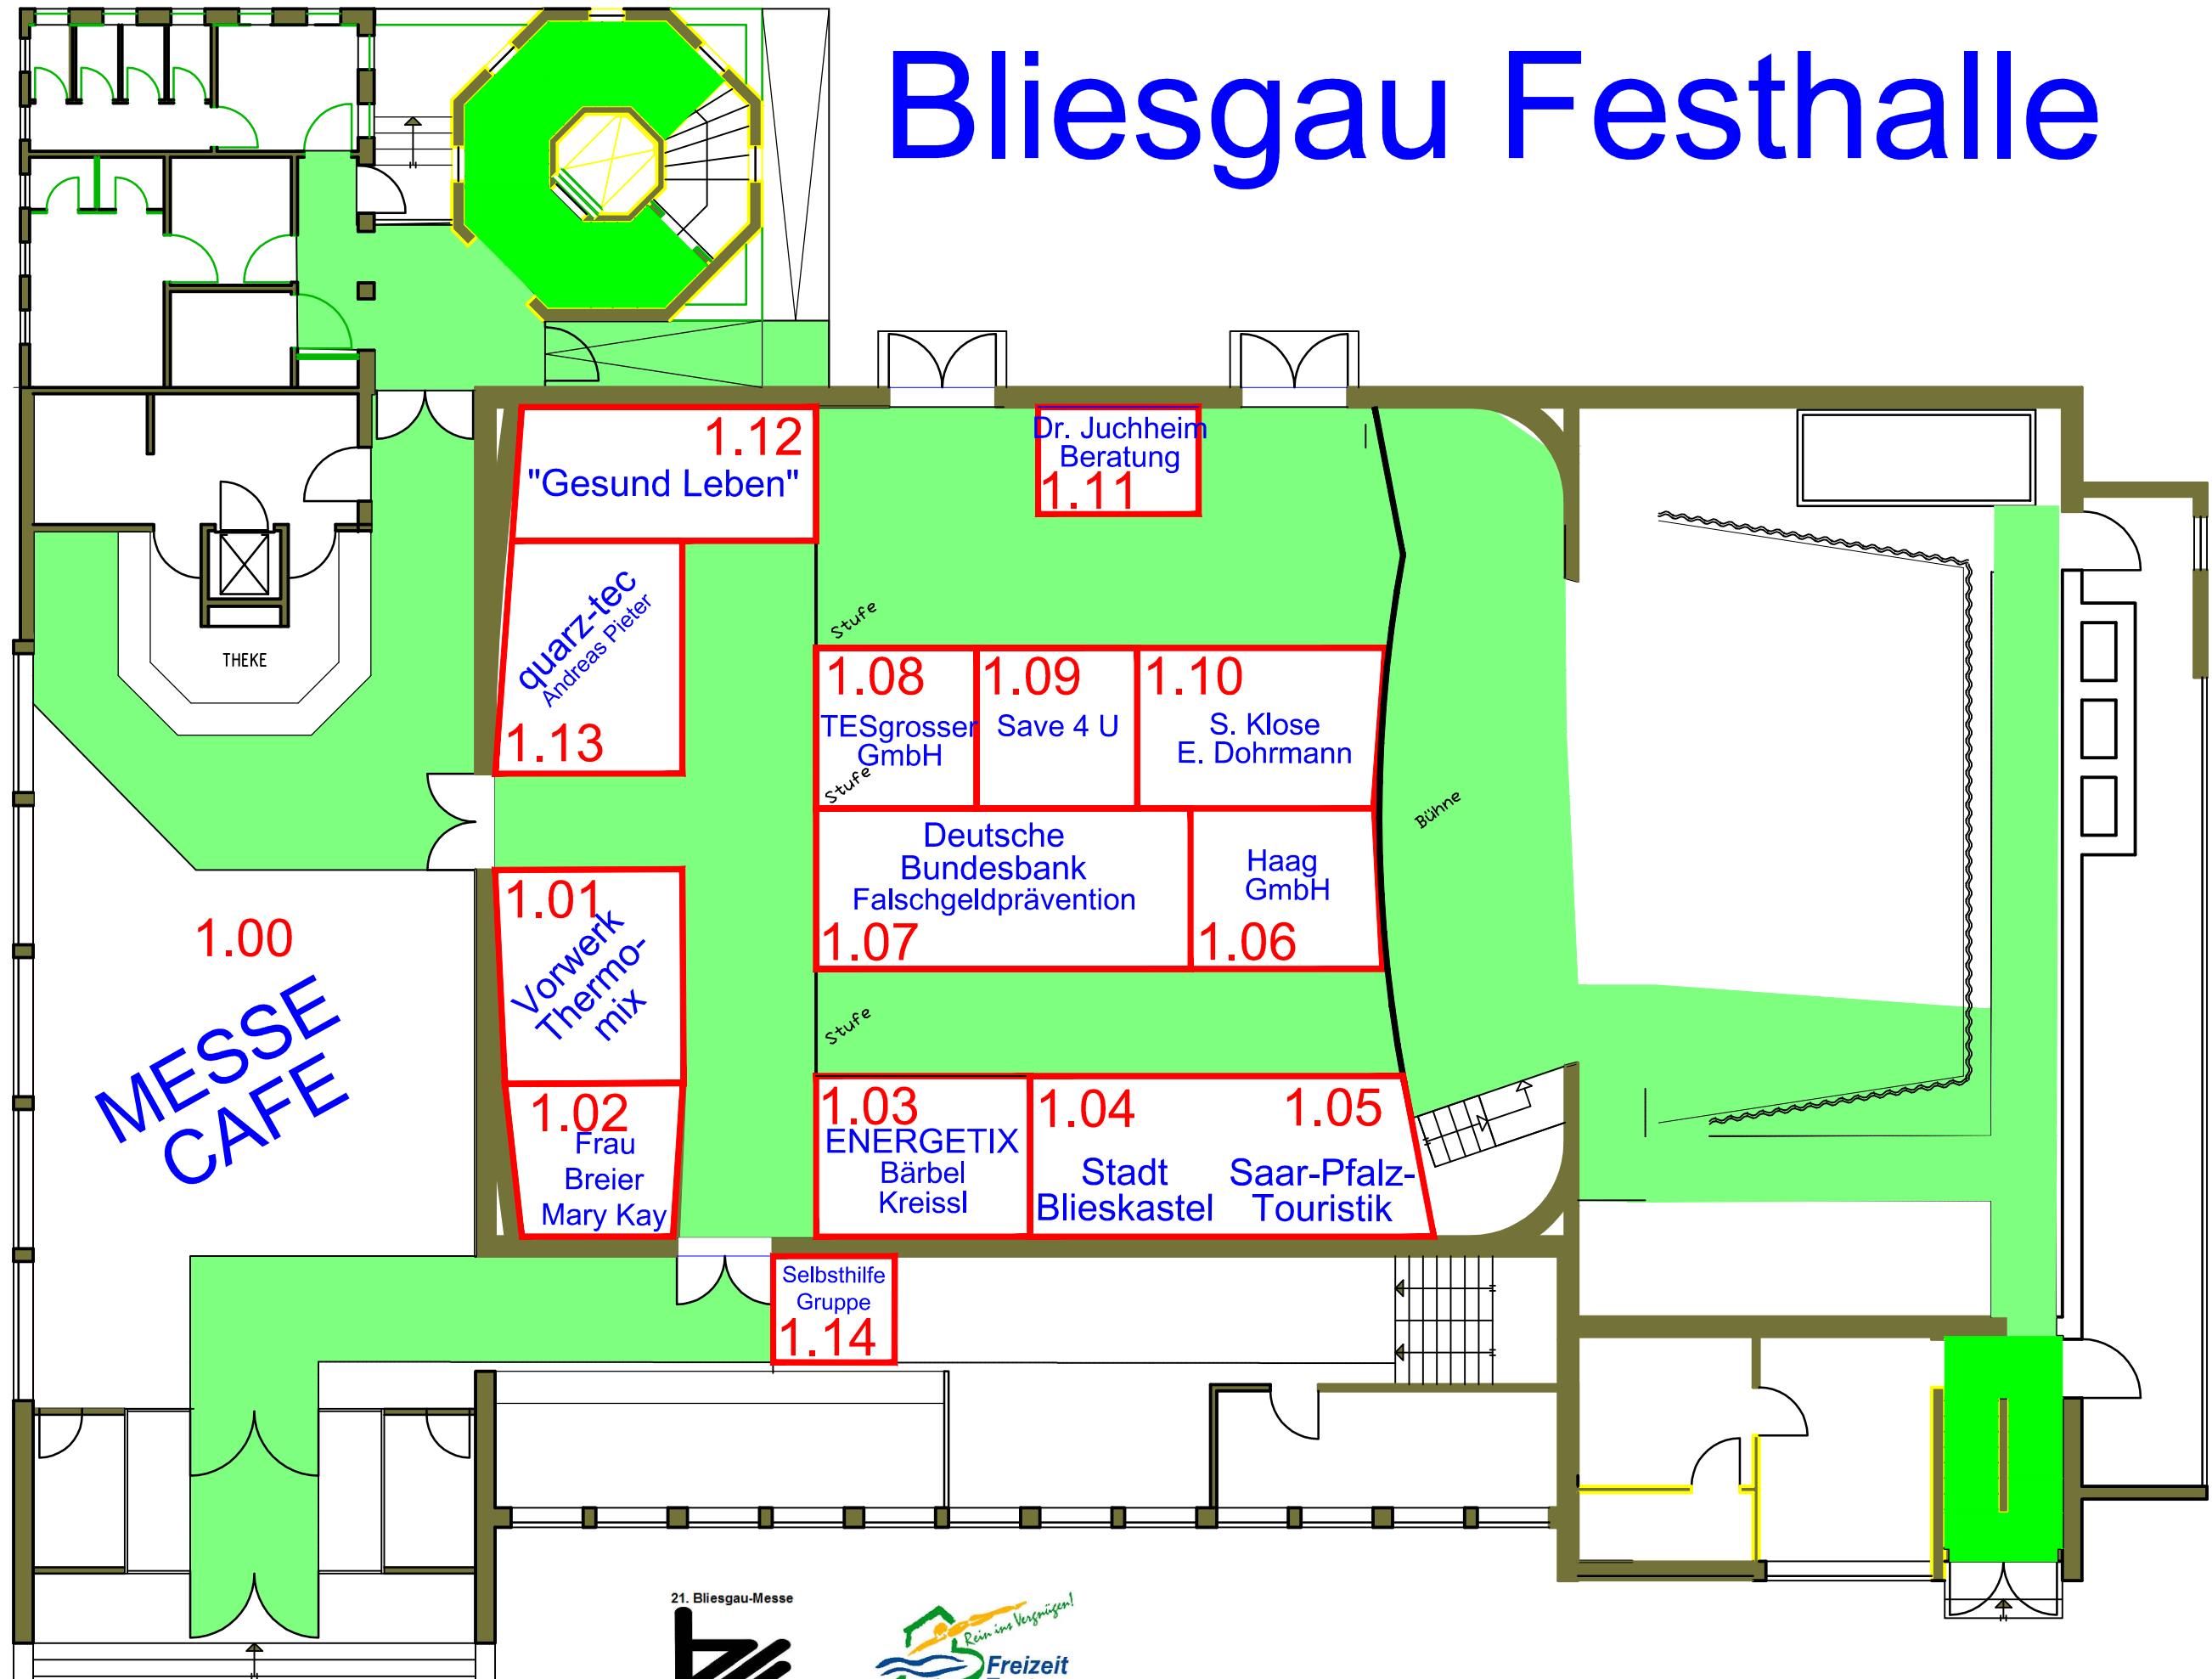 Bliesgau Festhalle
1.12
"Gesund Leben"
Dr. Juchheim
Beratung
1.11
quarz-tec
Andreas Pieter
1.13
Stufe
THEKE
1.08
TESgrosser
GmbH
Stufe
1.09
Save 4 U
1.10
S. Klose
E. Dohrmann
Bühne
Deutsche
Bundesbank
Falschgeldprävention
1.07
Haag
GmbH
1.06
1.00
MESSE
CAFE
1.01
Vorwerk
Thermo-
mix
Stufe
1.02
Frau
Breier
Mary Kay
1.03
ENERGETIX
Bärbel
Kreissl
1.04
Stadt
Blieskastel
1.05
Saar-Pfalz-
Touristik
Selbsthilfe
Gruppe
1.14
21. Bliesgau-Messe
Rein ins Vergnügen!
Freizeit